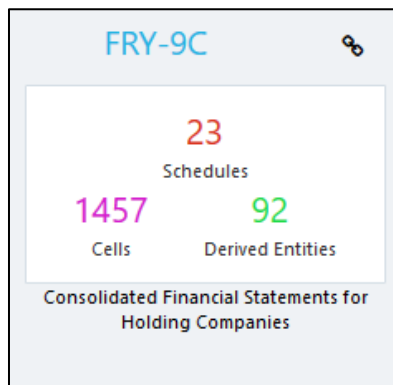 FRY-9C
23
Schedules
1457 92
Cells Derived Entities
Consolidated Financial Statements for
Holding Companies